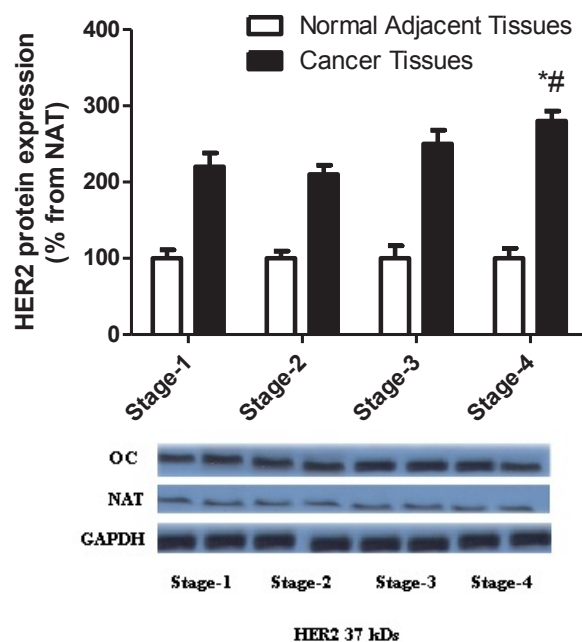 Normal Adjacent Tissues
Cancer Tissues
HER2 protein expression
(% from NAT)
400
300
200
100
0
*#
Stage-1
Stage-2
Stage-3
Stage-4
OC
NAT
GAPDH
Stage-1 Stage-2 Stage-3 Stage-4
HER2 37 kDs